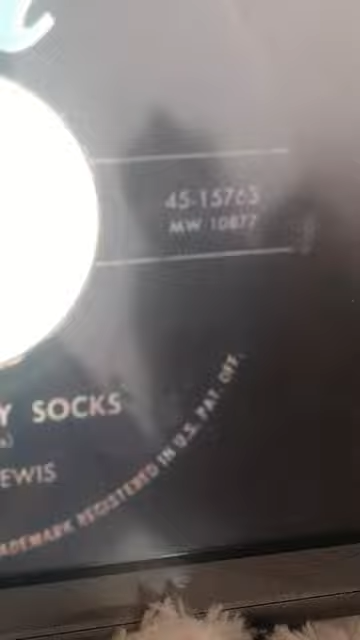 45-15763
MW 10877
Y SOCKS
EWIS
ADEMARK REGISTERED IN U.S. PAT. OFF.